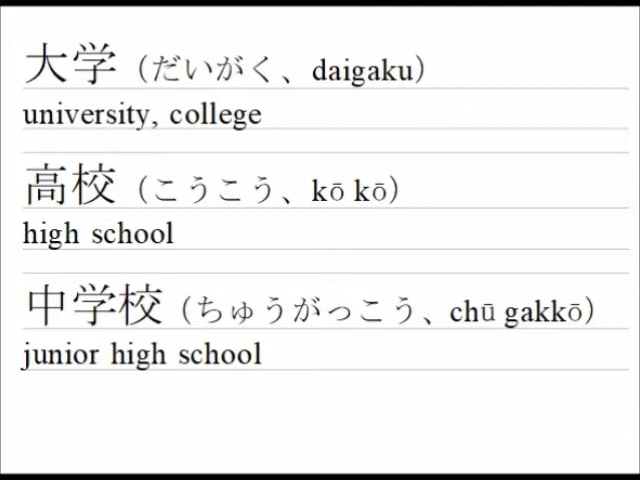 大学（だいがく、daigaku）
university, college
高校（こうこう、kō kō）
high school
中学校（ちゅうがっこう、chū gakkō）
junior high school